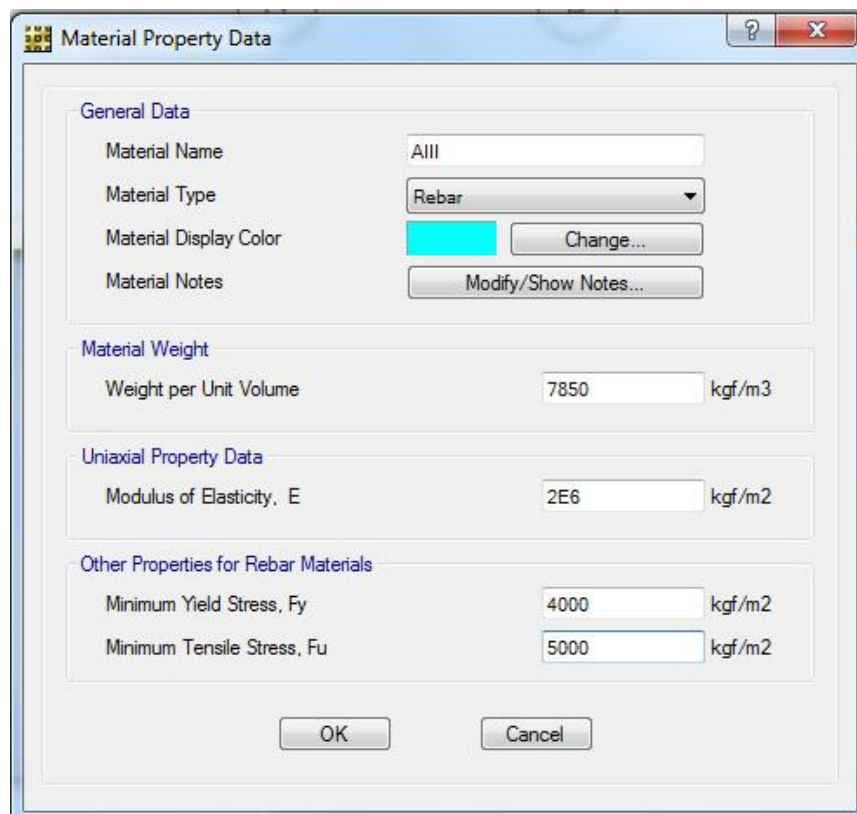 Material Property Data
General Data
Material Name AIII
Material Type Rebar
Material Display Color Change...
Material Notes Modify/Show Notes...
Material Weight
Weight per Unit Volume 7850 kgf/m3
Uniaxial Property Data
Modulus of Elasticity, E 2E6 kgf/m2
Other Properties for Rebar Materials
Minimum Yield Stress, Fy 4000 kgf/m2
Minimum Tensile Stress, Fu 5000 kgf/m2
OK Cancel